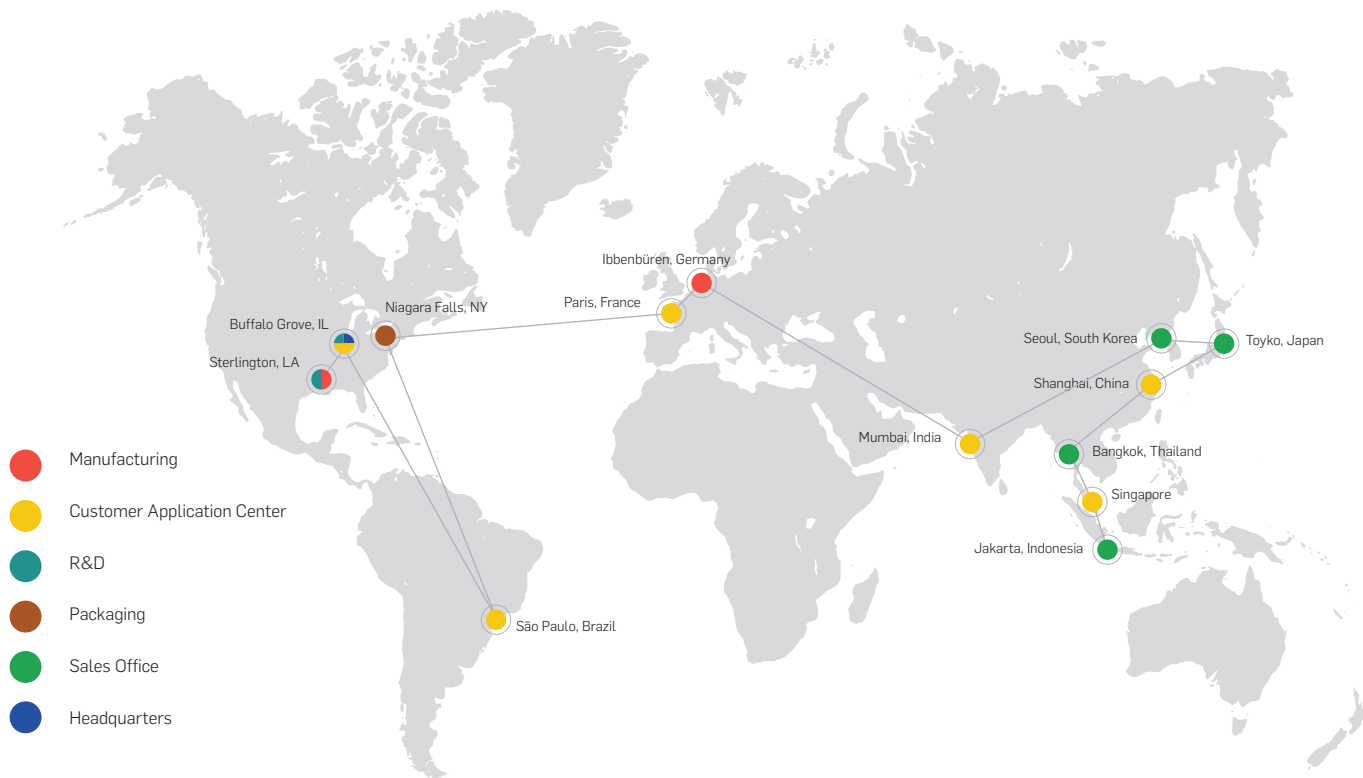 Ibbenbüren, Germany
Paris, France
Niagara Falls, NY
Buffalo Grove, IL
Sterlington, LA
Seoul, South Korea
Toyko, Japan
Shanghai, China
Mumbai, India
Bangkok, Thailand
Singapore
Jakarta, Indonesia
São Paulo, Brazil
Manufacturing
Customer Application Center
R&D
Packaging
Sales Office
Headquarters